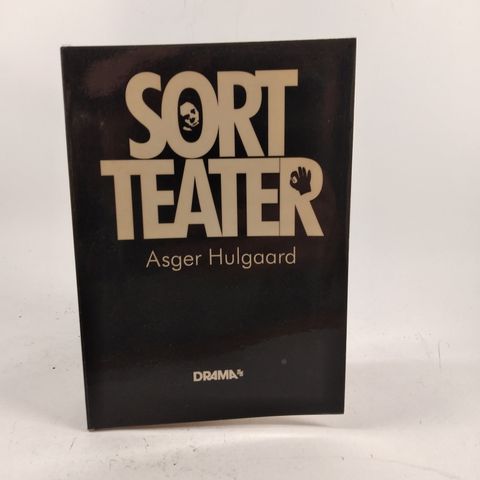 SORT
TEATER
Asger Hulgaard
DRAMA